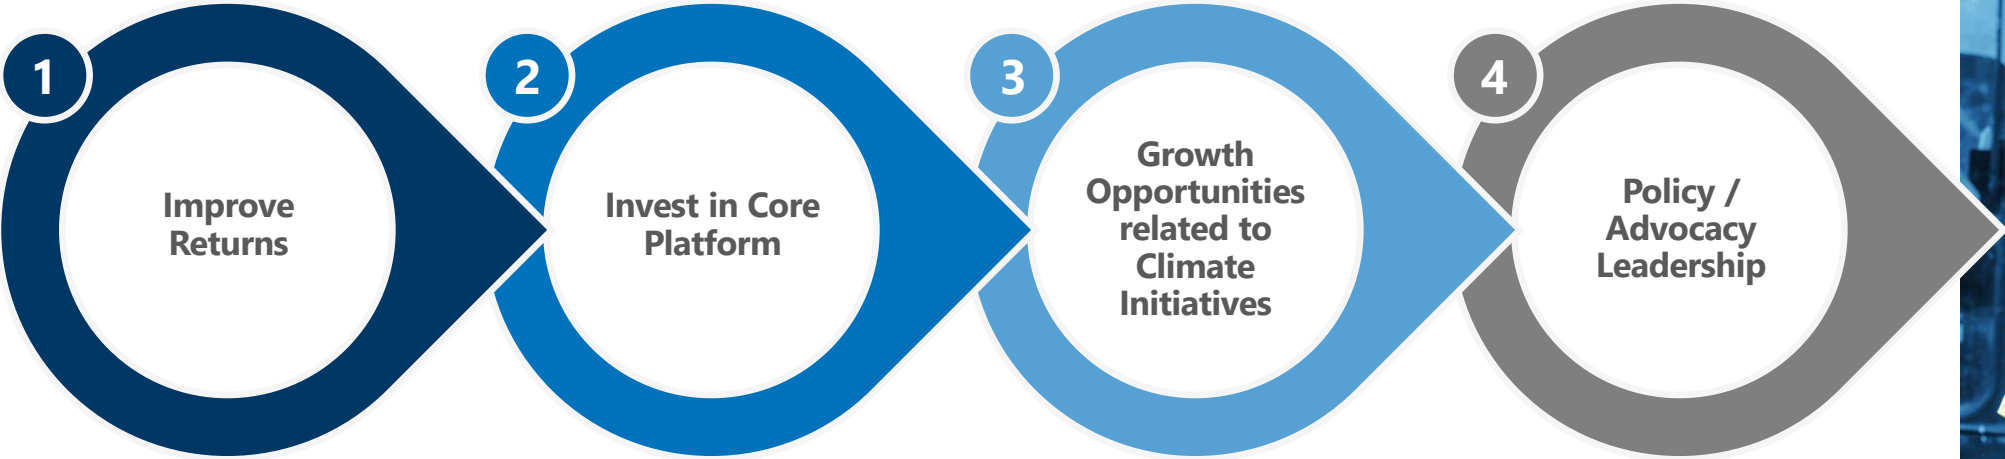 1
Improve
Returns
2
Invest in Core
Platform
3
Growth
Opportunities
related to
Climate
Initiatives
4
Policy /
Advocacy
Leadership